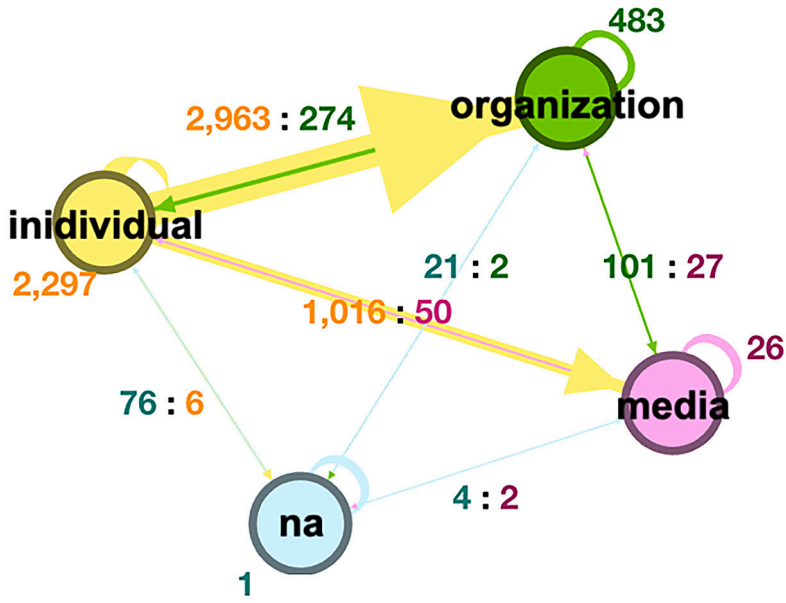 483
organization
2,963 : 274
inidividual
2,297
21 : 2
101 : 27
1,016 : 50
26
media
76 : 6
4 : 2
na
1